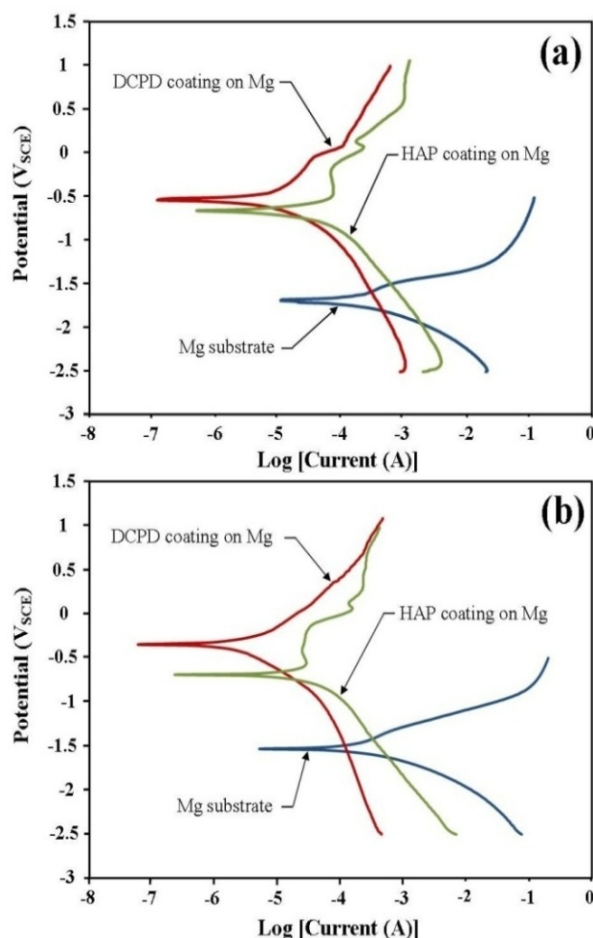 (a)
1.5
1
0.5
0
-0.5
-1
-1.5
-2
-2.5
-3
Potential (V_SCE)
DCPD coating on Mg
HAP coating on Mg
Mg substrate
-8 -7 -6 -5 -4 -3 -2 -1 0
Log [Current (A)]
(b)
1.5
1
0.5
0
-0.5
-1
-1.5
-2
-2.5
-3
Potential (V_SCE)
DCPD coating on Mg
HAP coating on Mg
Mg substrate
-8 -7 -6 -5 -4 -3 -2 -1 0
Log [Current (A)]